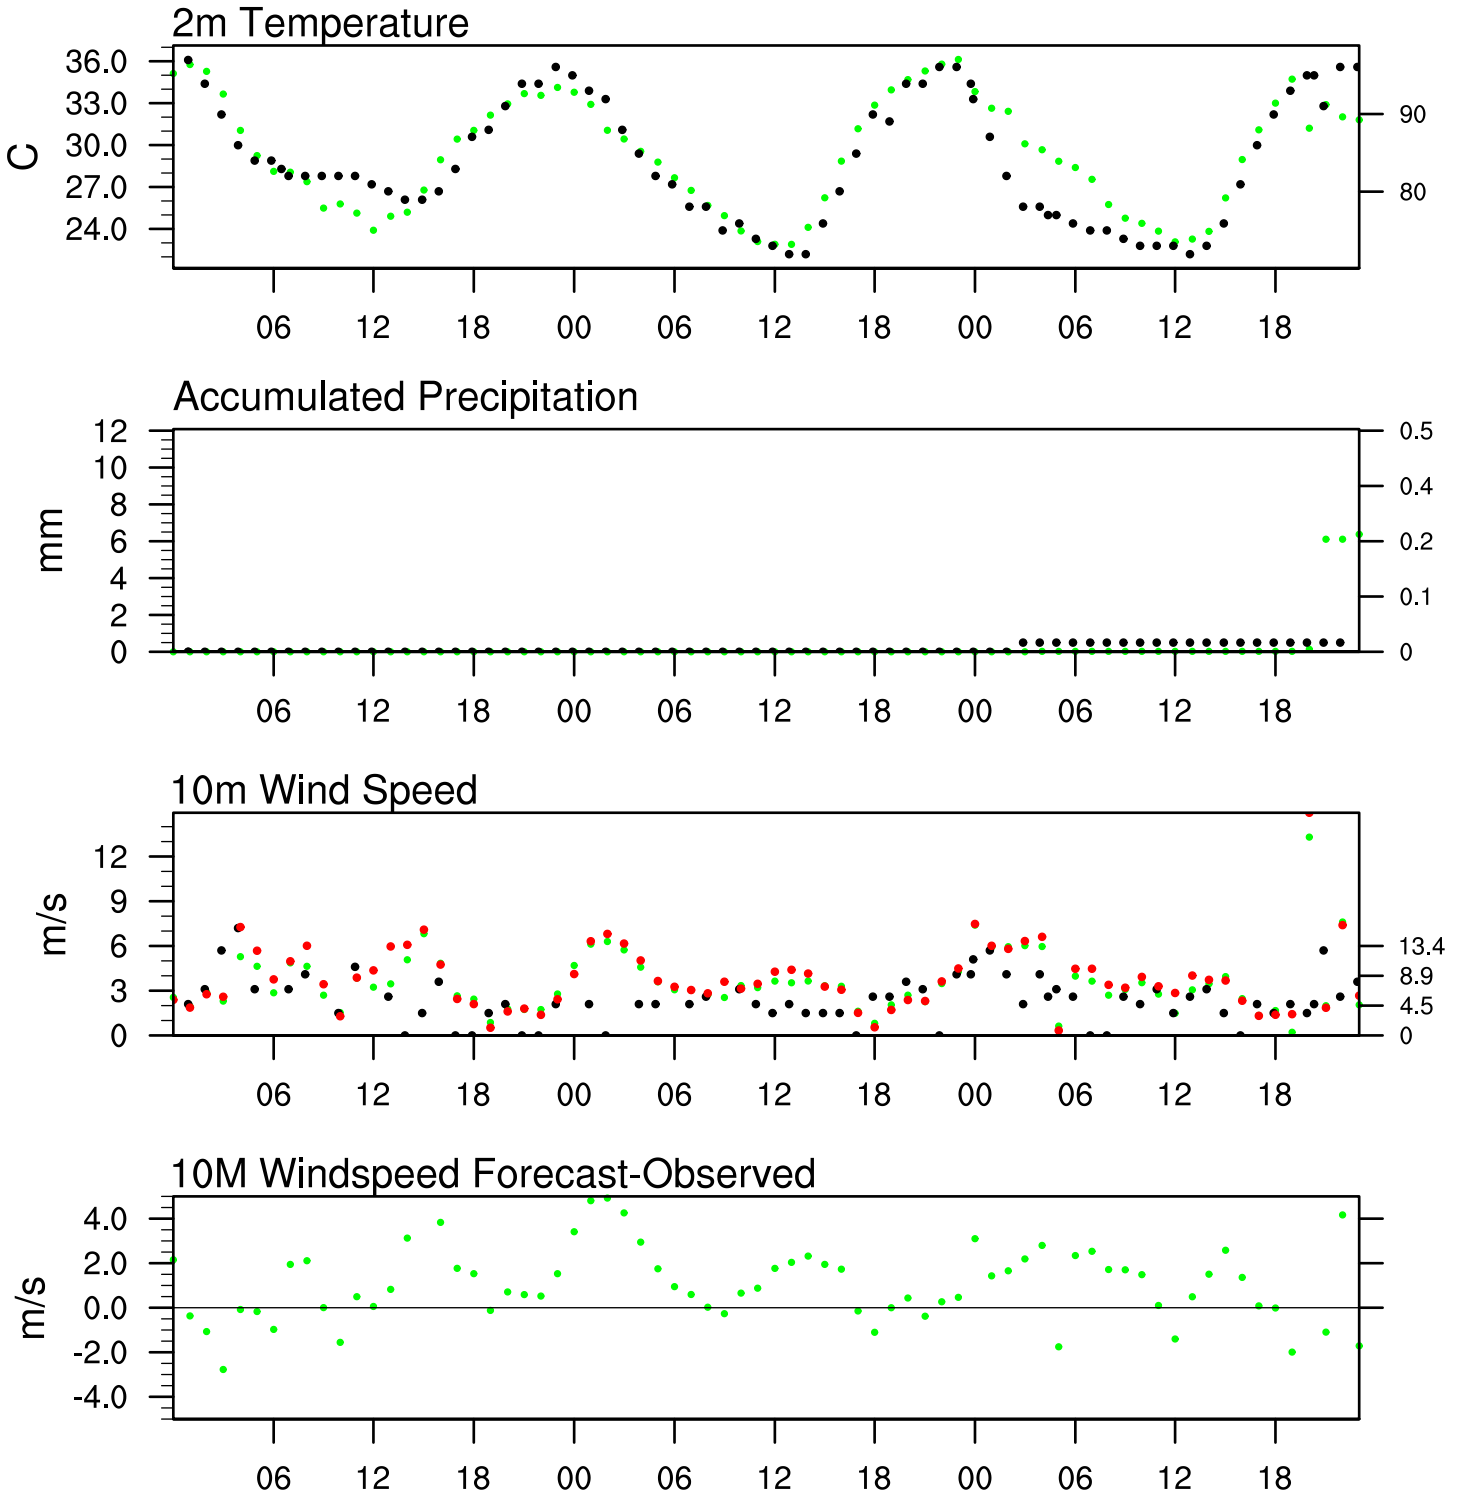 2m Temperature
36.0
33.0
30.0
27.0
24.0
C
90
80
06 12 18 00 06 12 18 00 06 12 18
Accumulated Precipitation
12
10
8
6
4
2
0
mm
0.5
0.4
0.2
0.1
0
06 12 18 00 06 12 18 00 06 12 18
10m Wind Speed
12
9
6
3
0
m/s
13.4
8.9
4.5
0
06 12 18 00 06 12 18 00 06 12 18
10M Windspeed Forecast-Observed
4.0
2.0
0.0
-2.0
-4.0
m/s
06 12 18 00 06 12 18 00 06 12 18